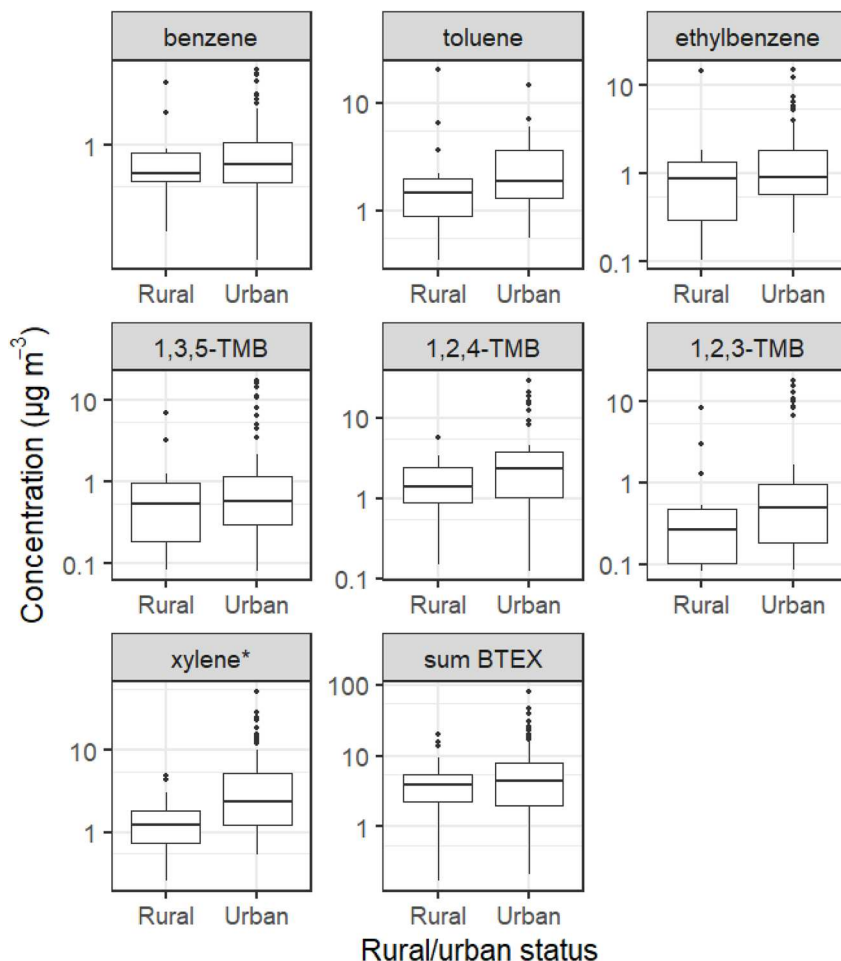 benzene
toluene
ethylbenzene
1
10
1
10
1
0.1
Rural Urban
Rural Urban
Rural Urban
Concentration (µg m⁻³)
1,3,5-TMB
1,2,4-TMB
1,2,3-TMB
10
1
0.1
10
1
0.1
10
1
0.1
Rural Urban
Rural Urban
Rural Urban
xylene*
sum BTEX
10
1
100
10
1
Rural Urban
Rural Urban
Rural/urban status